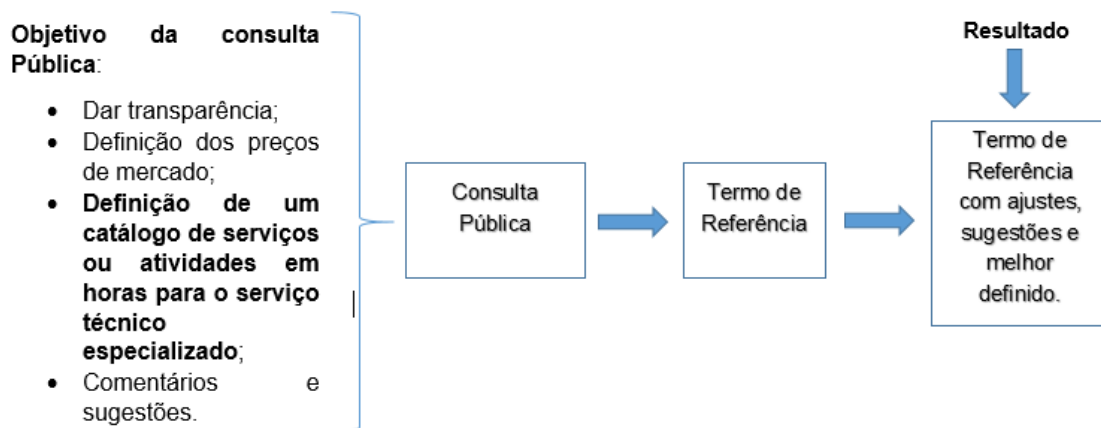 Objetivo da consulta
Pública:
• Dar transparência;
• Definição dos preços
de mercado;
• Definição de um
catálogo de serviços
ou atividades em
horas para o serviço
técnico
especializado;
• Comentários e
sugestões.
Consulta
Pública
Termo de
Referência
Resultado
Termo de
Referência
com ajustes,
sugestões e
melhor
definido.